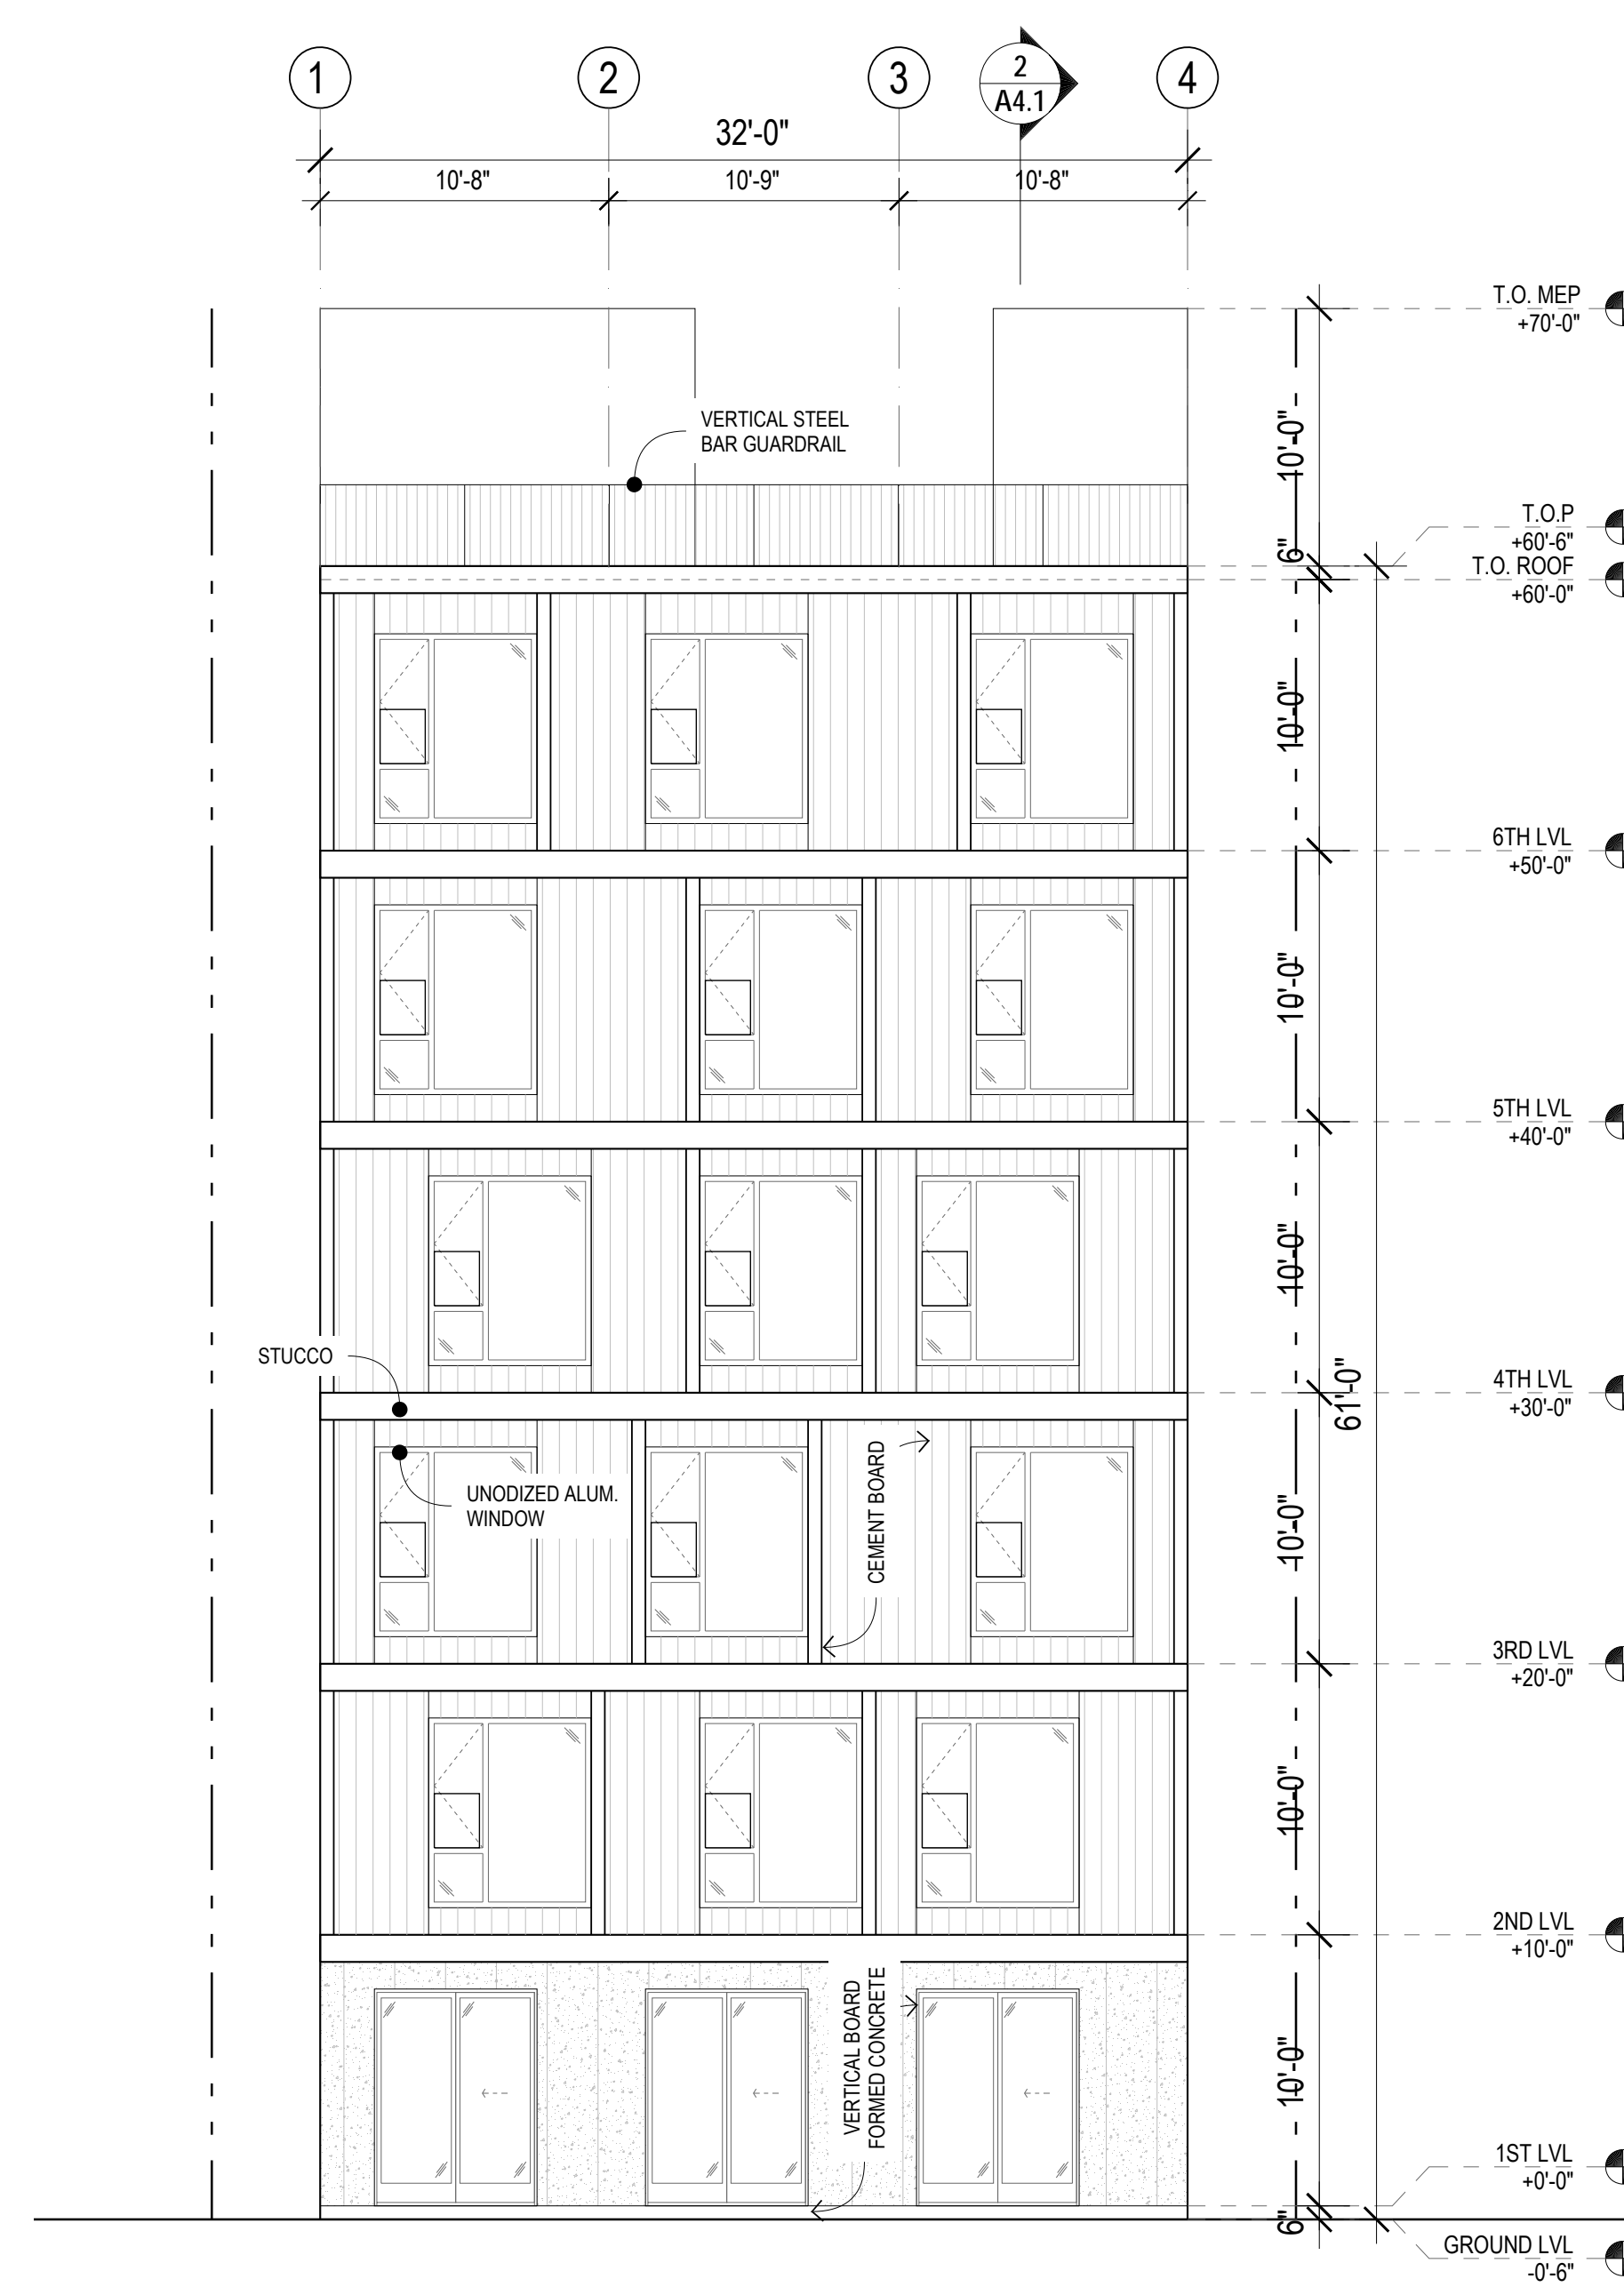 1
2
3
2
A4.1
4
32'-0"
10'-8"
10'-9"
10'-8"
T.O. MEP
+70'-0"
VERTICAL STEEL
BAR GUARDRAIL
10'-0"
T.O.P
+60'-6"
6"
T.O. ROOF
+60'-0"
10'-0"
6TH LVL
+50'-0"
10'-0"
5TH LVL
+40'-0"
10'-0"
STUCCO
61'-0"
4TH LVL
+30'-0"
UNODIZED ALUM.
WINDOW
CEMENT BOARD
10'-0"
3RD LVL
+20'-0"
10'-0"
2ND LVL
+10'-0"
VERTICAL BOARD
FORMED CONCRETE
10'-0"
1ST LVL
+0'-0"
6"
GROUND LVL
-0'-6"